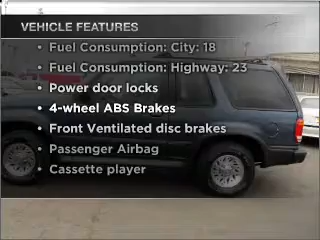 VEHICLE FEATURES
• Fuel Consumption: City: 18
• Fuel Consumption: Highway: 23
• Power door locks
• 4-wheel ABS Brakes
• Front Ventilated disc brakes
• Passenger Airbag
• Cassette player